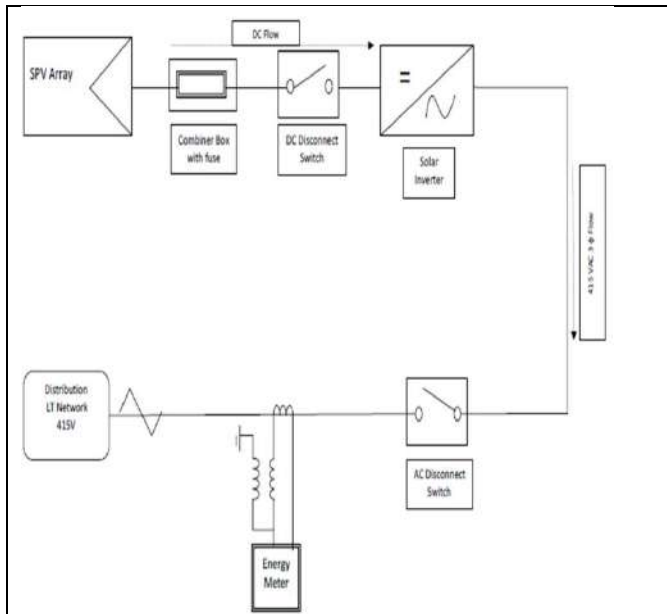 DC Flow
SPV Array
Combiner Box
with fuse
DC Disconnect
Switch
Solar
Inverter
415 VAC 3 ф Flow
Distribution
LT Network
415V
AC Disconnect
Switch
Energy
Meter